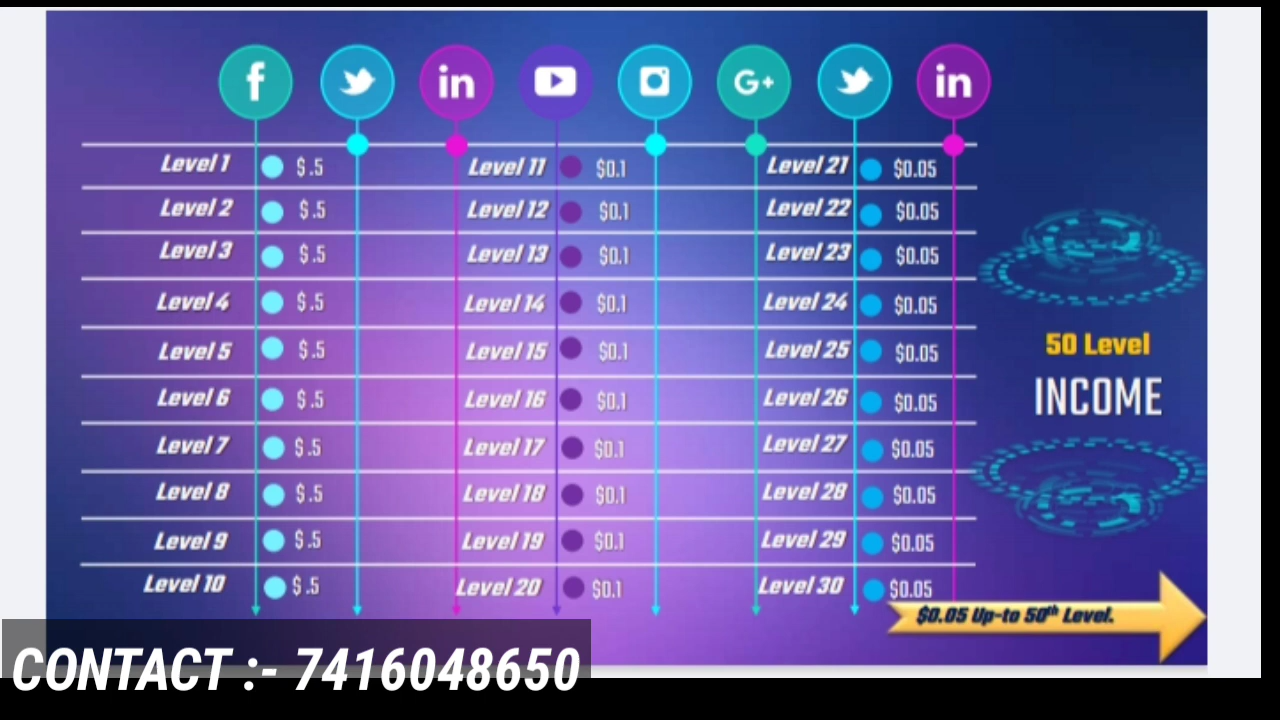 f in in
G+
Level 1 $.5 Level 11 $0.1 Level 21 $0.05
Level 2 $.5 Level 12 $0.1 Level 22 $0.05
Level 3 $.5 Level 13 $0.1 Level 23 $0.05
Level 4 $.5 Level 14 $0.1 Level 24 $0.05
Level 5 $.5 Level 15 $0.1 Level 25 $0.05
Level 6 $.5 Level 16 $0.1 Level 26 $0.05
Level 7 $.5 Level 17 $0.1 Level 27 $0.05
Level 8 $.5 Level 18 $0.1 Level 28 $0.05
Level 9 $.5 Level 19 $0.1 Level 29 $0.05
Level 10 $.5 Level 20 $0.1 Level 30 $0.05
50 Level
INCOME
$0.05 Up-to 50th Level.
CONTACT :- 7416048650